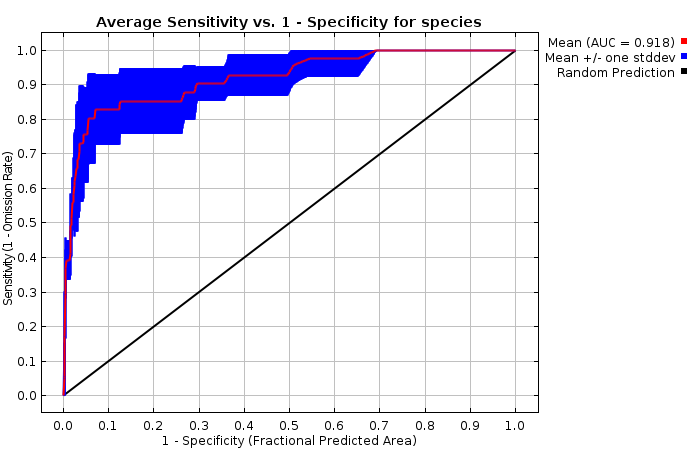 Average Sensitivity vs. 1 - Specificity for species
Mean (AUC = 0.918)
Mean +/- one stddev
Random Prediction
Sensitivity (1 - Omission Rate)
1.0
0.9
0.8
0.7
0.6
0.5
0.4
0.3
0.2
0.1
0.0
0.0 0.1 0.2 0.3 0.4 0.5 0.6 0.7 0.8 0.9 1.0
1 - Specificity (Fractional Predicted Area)